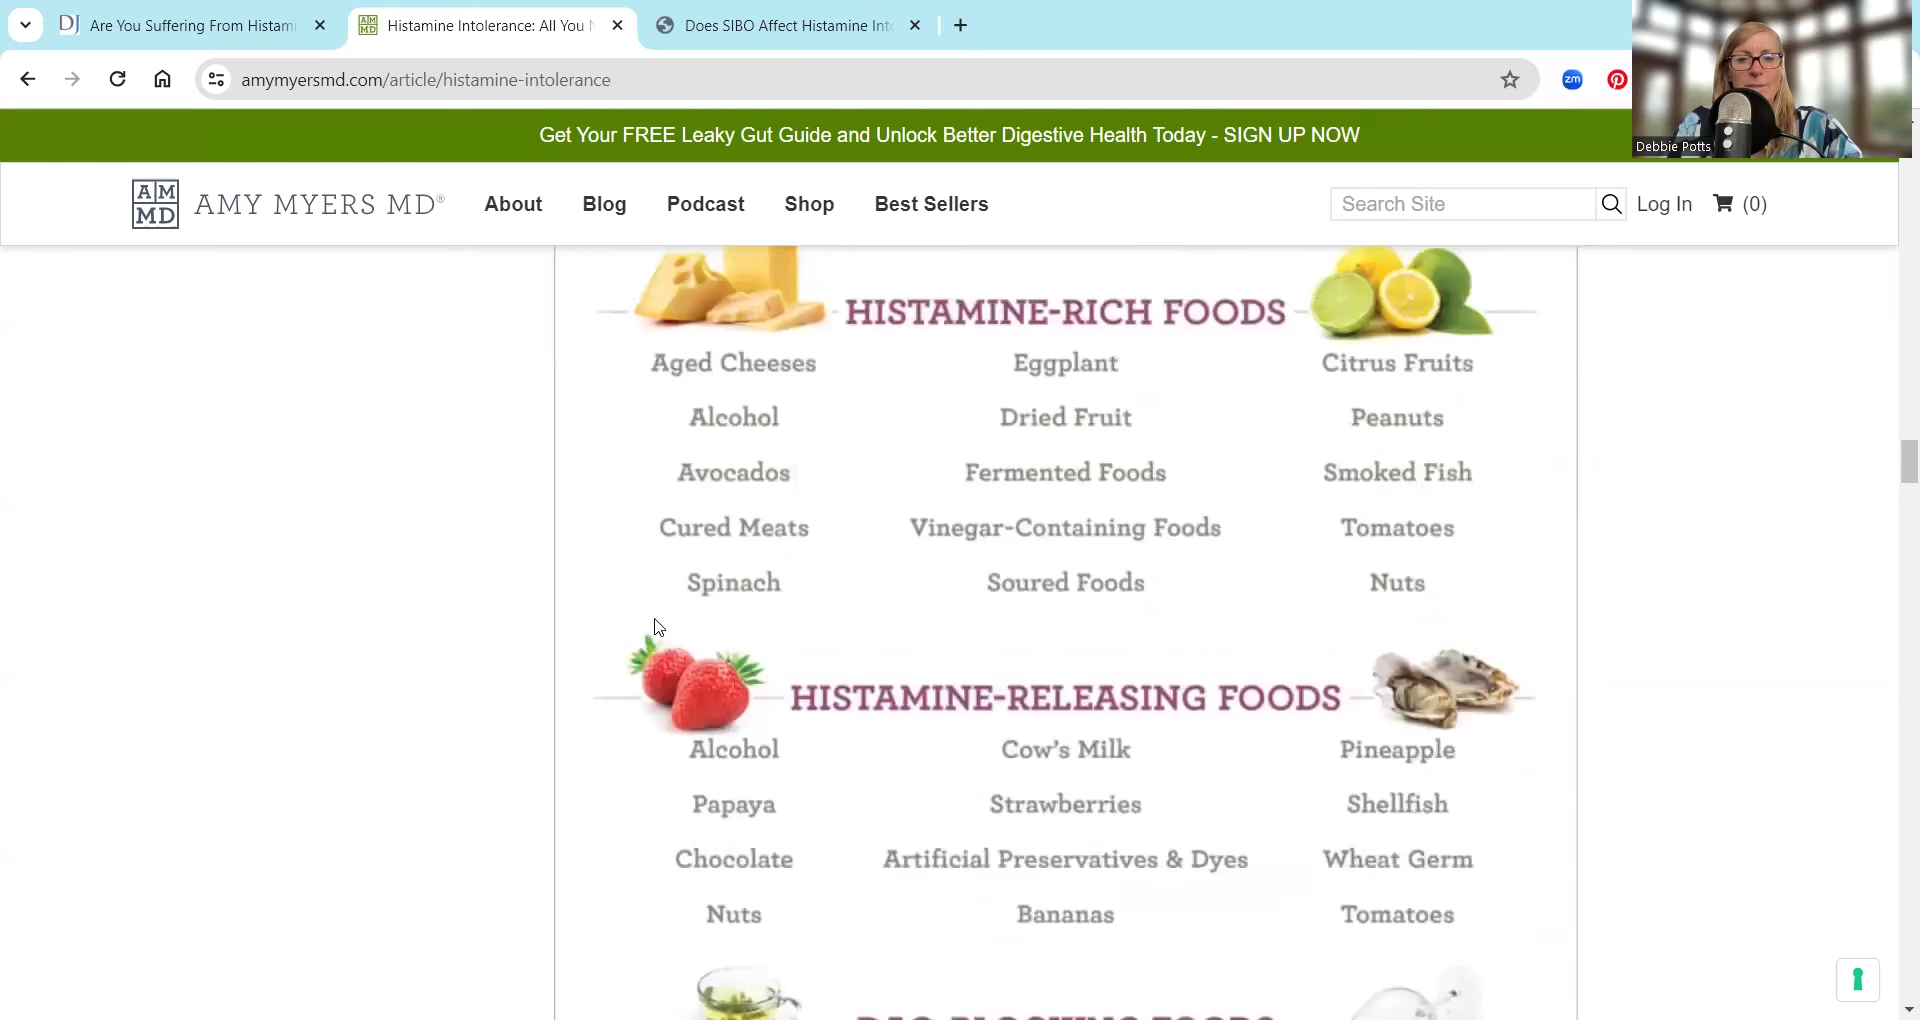 Are You Suffering From Histami
Histamine Intolerance: All You N
Does SIBO Affect Histamine Into
amymyersmd.com/article/histamine-intolerance
zm
Debbie Potts
Get Your FREE Leaky Gut Guide and Unlock Better Digestive Health Today - SIGN UP NOW
AM MD AMY MYERS MD® About Blog Podcast Shop Best Sellers Search Site Log In (0)
HISTAMINE-RICH FOODS
Aged Cheeses Eggplant Citrus Fruits
Alcohol Dried Fruit Peanuts
Avocados Fermented Foods Smoked Fish
Cured Meats Vinegar-Containing Foods Tomatoes
Spinach Soured Foods Nuts
HISTAMINE-RELEASING FOODS
Alcohol Cow's Milk Pineapple
Papaya Strawberries Shellfish
Chocolate Artificial Preservatives & Dyes Wheat Germ
Nuts Bananas Tomatoes